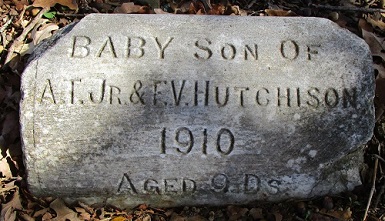 BABY SON OF
A.T. JR. & F.V. HUTCHISON
1910
AGED 9 DS.